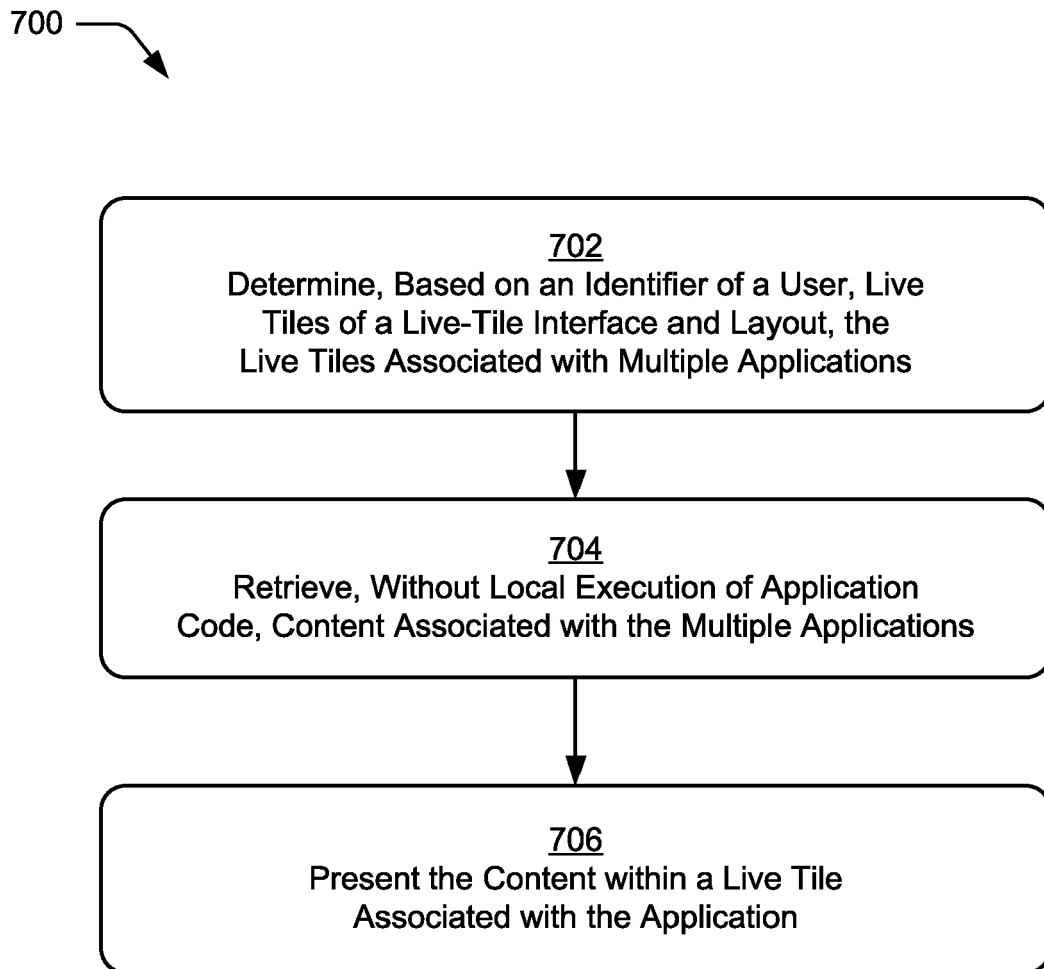 700
702
Determine, Based on an Identifier of a User, Live
Tiles of a Live-Tile Interface and Layout, the
Live Tiles Associated with Multiple Applications
704
Retrieve, Without Local Execution of Application
Code, Content Associated with the Multiple Applications
706
Present the Content within a Live Tile
Associated with the Application